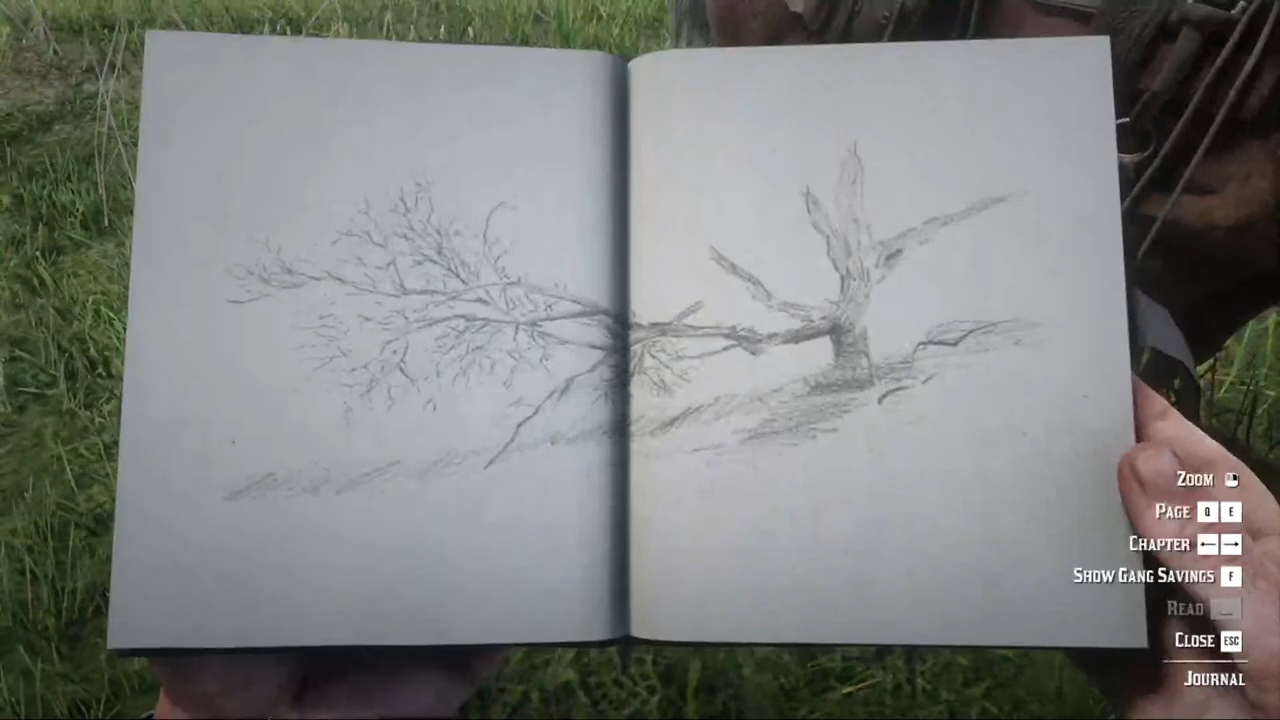 ZOOM
PAGE Q E
CHAPTER ← →
SHOW GANG SAVINGS F
READ
CLOSE ESC
JOURNAL